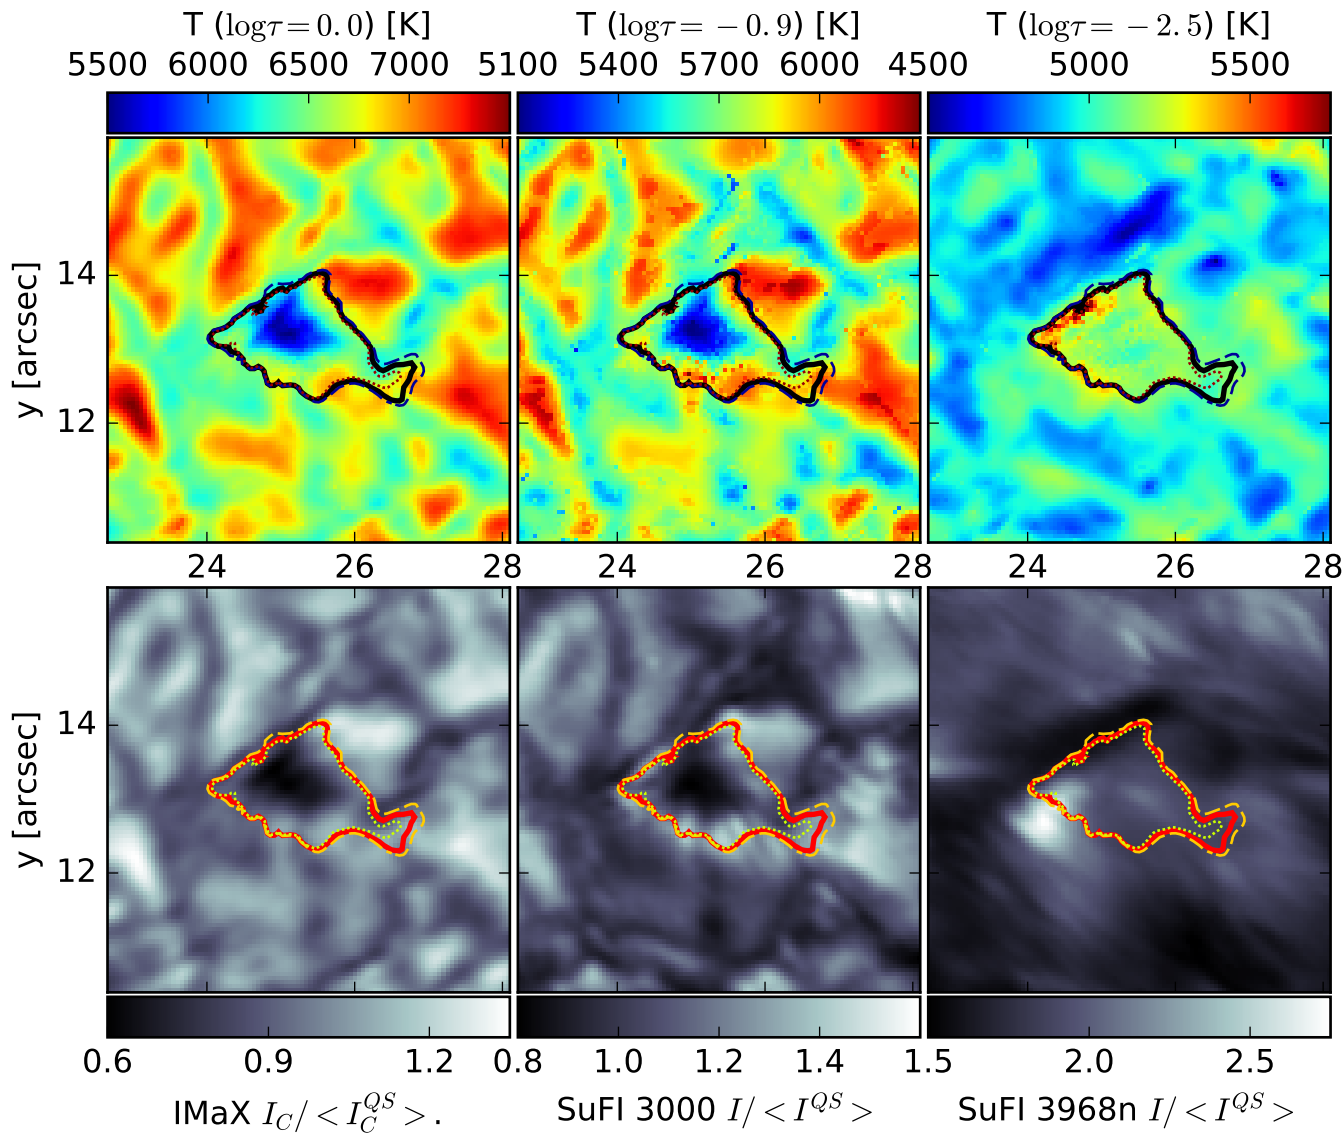 T (logτ=0.0) [K] T (logτ=−0.9) [K] T (logτ=−2.5) [K]
5500 6000 6500 7000 5100 5400 5700 6000 4500 5000 5500
y [arcsec]
14
12
24 26 28 24 26 28 24 26 28
y [arcsec]
14
12
0.6 0.9 1.2 0.8 1.0 1.2 1.4 1.5 2.0 2.5
IMaX I_C/<I_C^{QS}>. SuFI 3000 I/<I^{QS}> SuFI 3968n I/<I^{QS}>